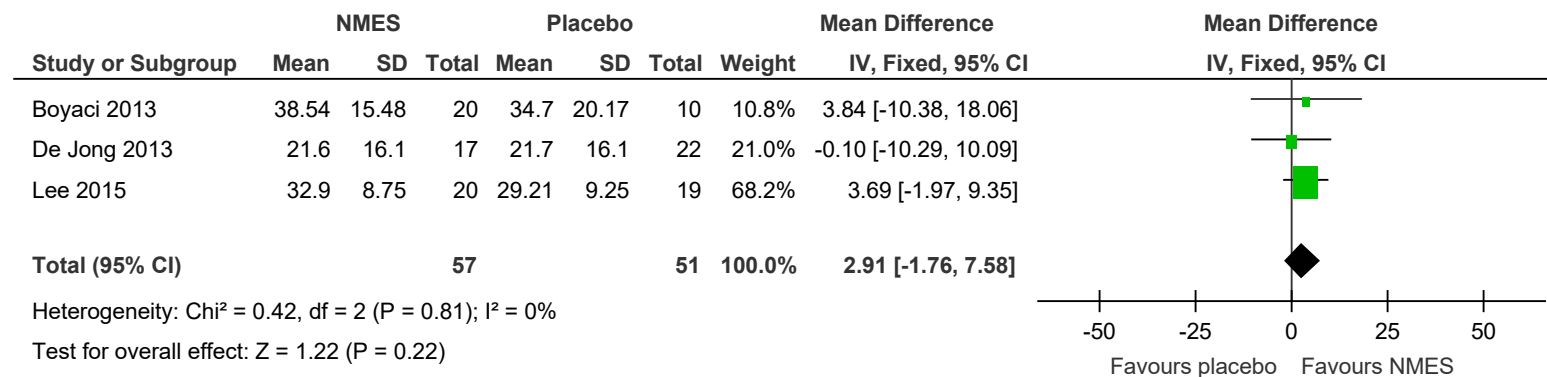 NMES Placebo Mean Difference Mean Difference
Study or Subgroup Mean SD Total Mean SD Total Weight IV, Fixed, 95% CI IV, Fixed, 95% CI
Boyaci 2013 38.54 15.48 20 34.7 20.17 10 10.8% 3.84 [-10.38, 18.06]
De Jong 2013 21.6 16.1 17 21.7 16.1 22 21.0% -0.10 [-10.29, 10.09]
Lee 2015 32.9 8.75 20 29.21 9.25 19 68.2% 3.69 [-1.97, 9.35]
Total (95% CI) 57 51 100.0% 2.91 [-1.76, 7.58]
Heterogeneity: Chi² = 0.42, df = 2 (P = 0.81); I² = 0%
Test for overall effect: Z = 1.22 (P = 0.22)
-50 -25 0 25 50
Favours placebo Favours NMES